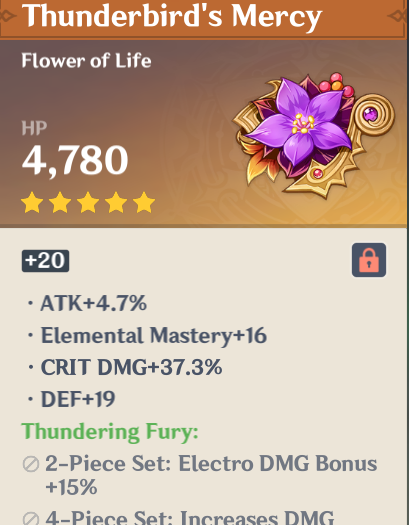 Thunderbird's Mercy
Flower of Life
HP
4,780
+20
· ATK+4.7%
· Elemental Mastery+16
· CRIT DMG+37.3%
· DEF+19
Thundering Fury:
2-Piece Set: Electro DMG Bonus
+15%
4-Piece Set: Increases DMG